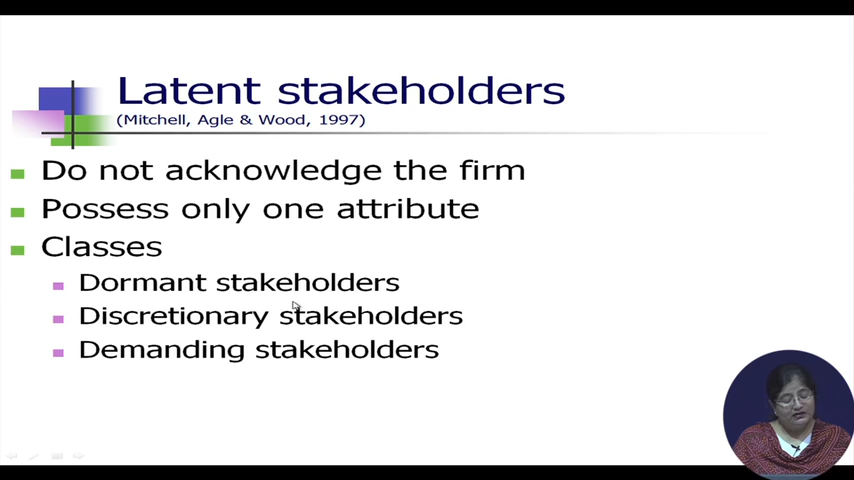 Latent stakeholders
(Mitchell, Agle & Wood, 1997)
Do not acknowledge the firm
Possess only one attribute
Classes
Dormant stakeholders
Discretionary stakeholders
Demanding stakeholders